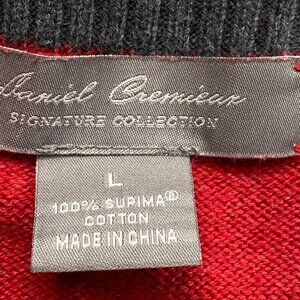 Daniel Cremieux
SIGNATURE COLLECTION
L
100% SUPIMA®
COTTON
MADE IN CHINA